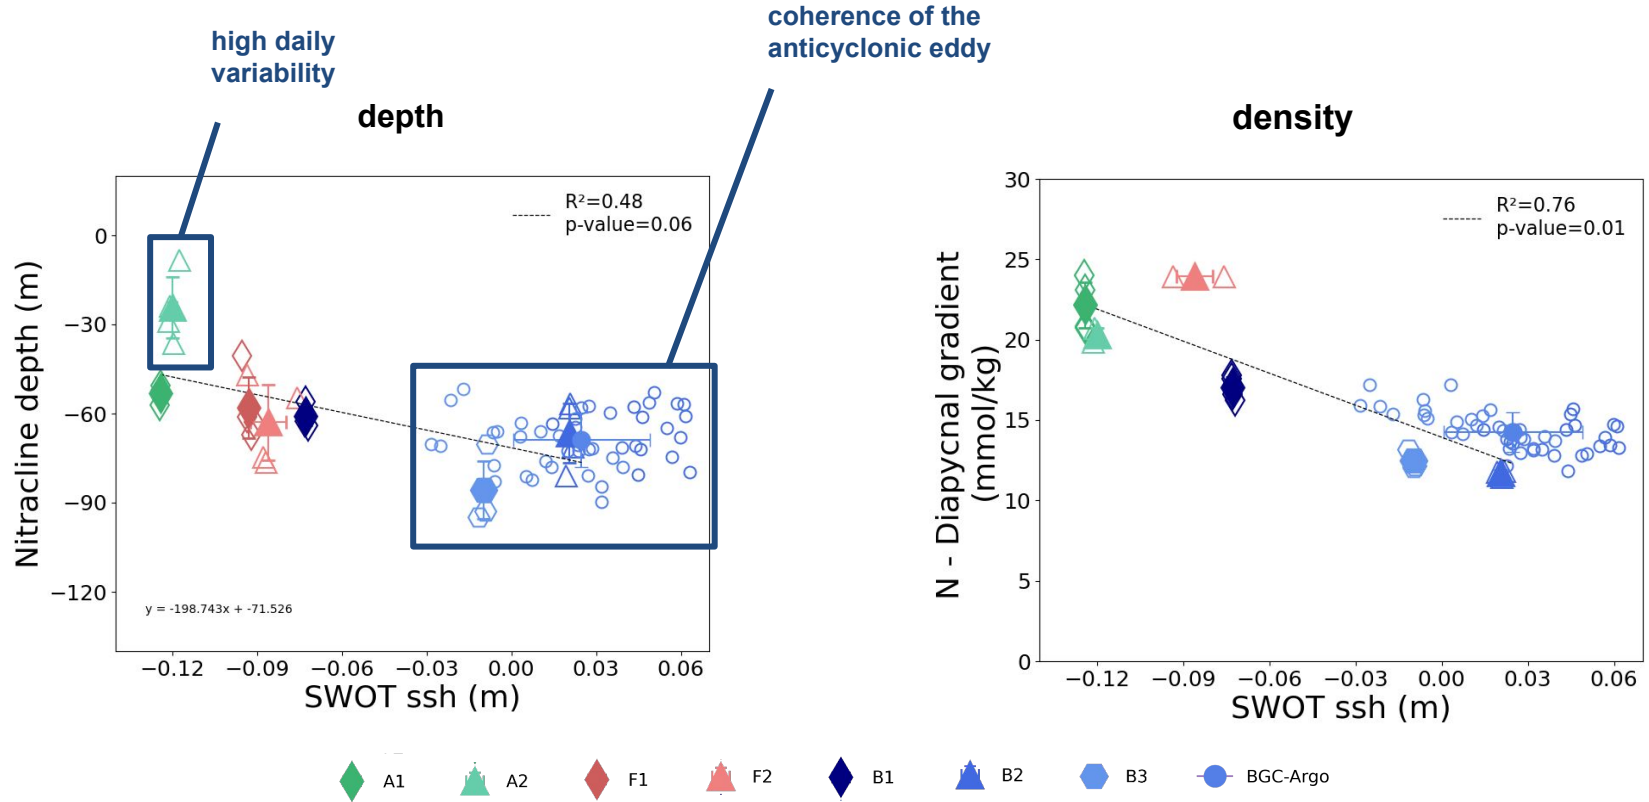 coherence of the
anticyclonic eddy
high daily
variability
depth
density
R²=0.48
p-value=0.06
0
−30
−60
−90
−120
Nitracline depth (m)
y = -198.743x + -71.526
−0.12 −0.09 −0.06 −0.03 0.00 0.03 0.06
SWOT ssh (m)
R²=0.76
p-value=0.01
30
25
20
15
10
5
0
N - Diapycnal gradient
(mmol/kg)
−0.12 −0.09 −0.06 −0.03 0.00 0.03 0.06
SWOT ssh (m)
A1 A2 F1 F2 B1 B2 B3 BGC-Argo